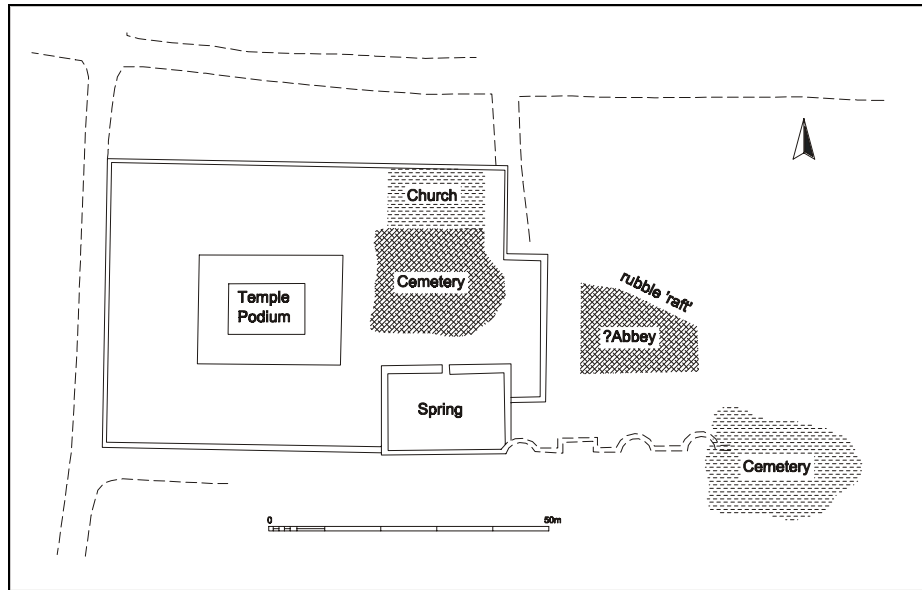 Church
Cemetery
rubble 'raft'
Temple
Podium
?Abbey
Spring
Cemetery
0 50m